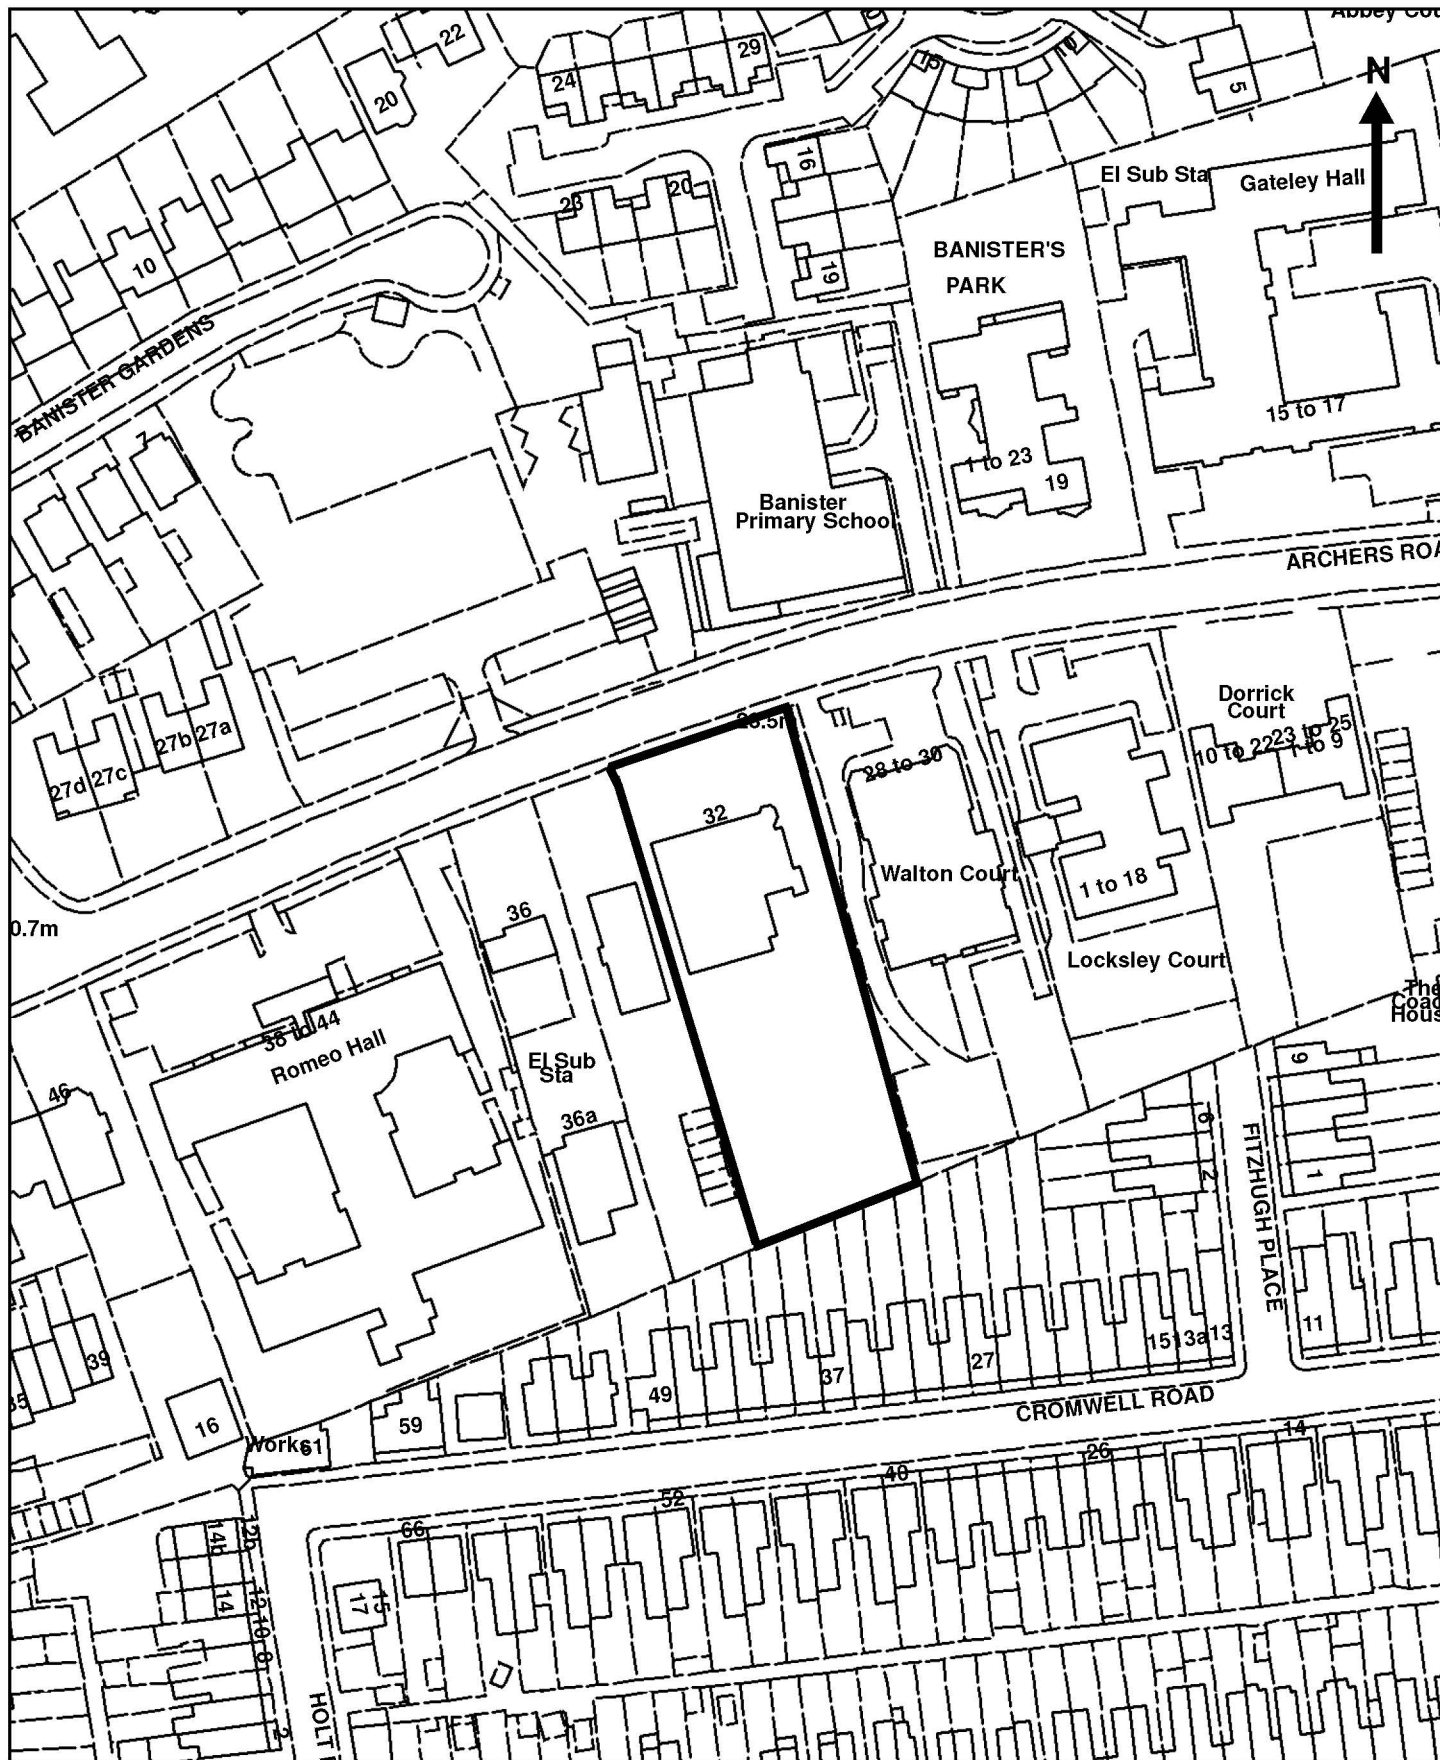 Abbey Cou
22
29
24
20
15
10
5
N
16
El Sub Sta
Gateley Hall
20
23
BANISTER'S
PARK
19
10
BANISTER GARDENS
15 to 17
7
1 to 23
19
Banister
Primary School
ARCHERS ROA
Dorrick
Court
23 to 25
10 to 22
1 to 9
27b
27a
27d
27c
28.5m
28 to 30
32
Walton Court
1 to 18
36
0.7m
Locksley Court
The
Coac
Hous
38 to 44
Romeo Hall
El Sub
Sta
46
36a
9
6
2
1
FITZHUGH PLACE
11
15
13a
13
39
35
27
37
49
CROMWELL ROAD
59
16
Works
61
14
26
40
52
66
14b
12b
14
12
10
8
17
15
2
HOLT